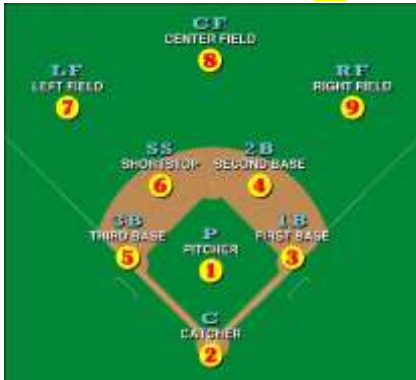 CF
CENTER FIELD
8
LF
LEFT FIELD
7
RF
RIGHT FIELD
9
SS
SHORTSTOP
6
2B
SECOND BASE
4
3B
THIRD BASE
5
P
PITCHER
1
1B
FIRST BASE
3
C
CATCHER
2